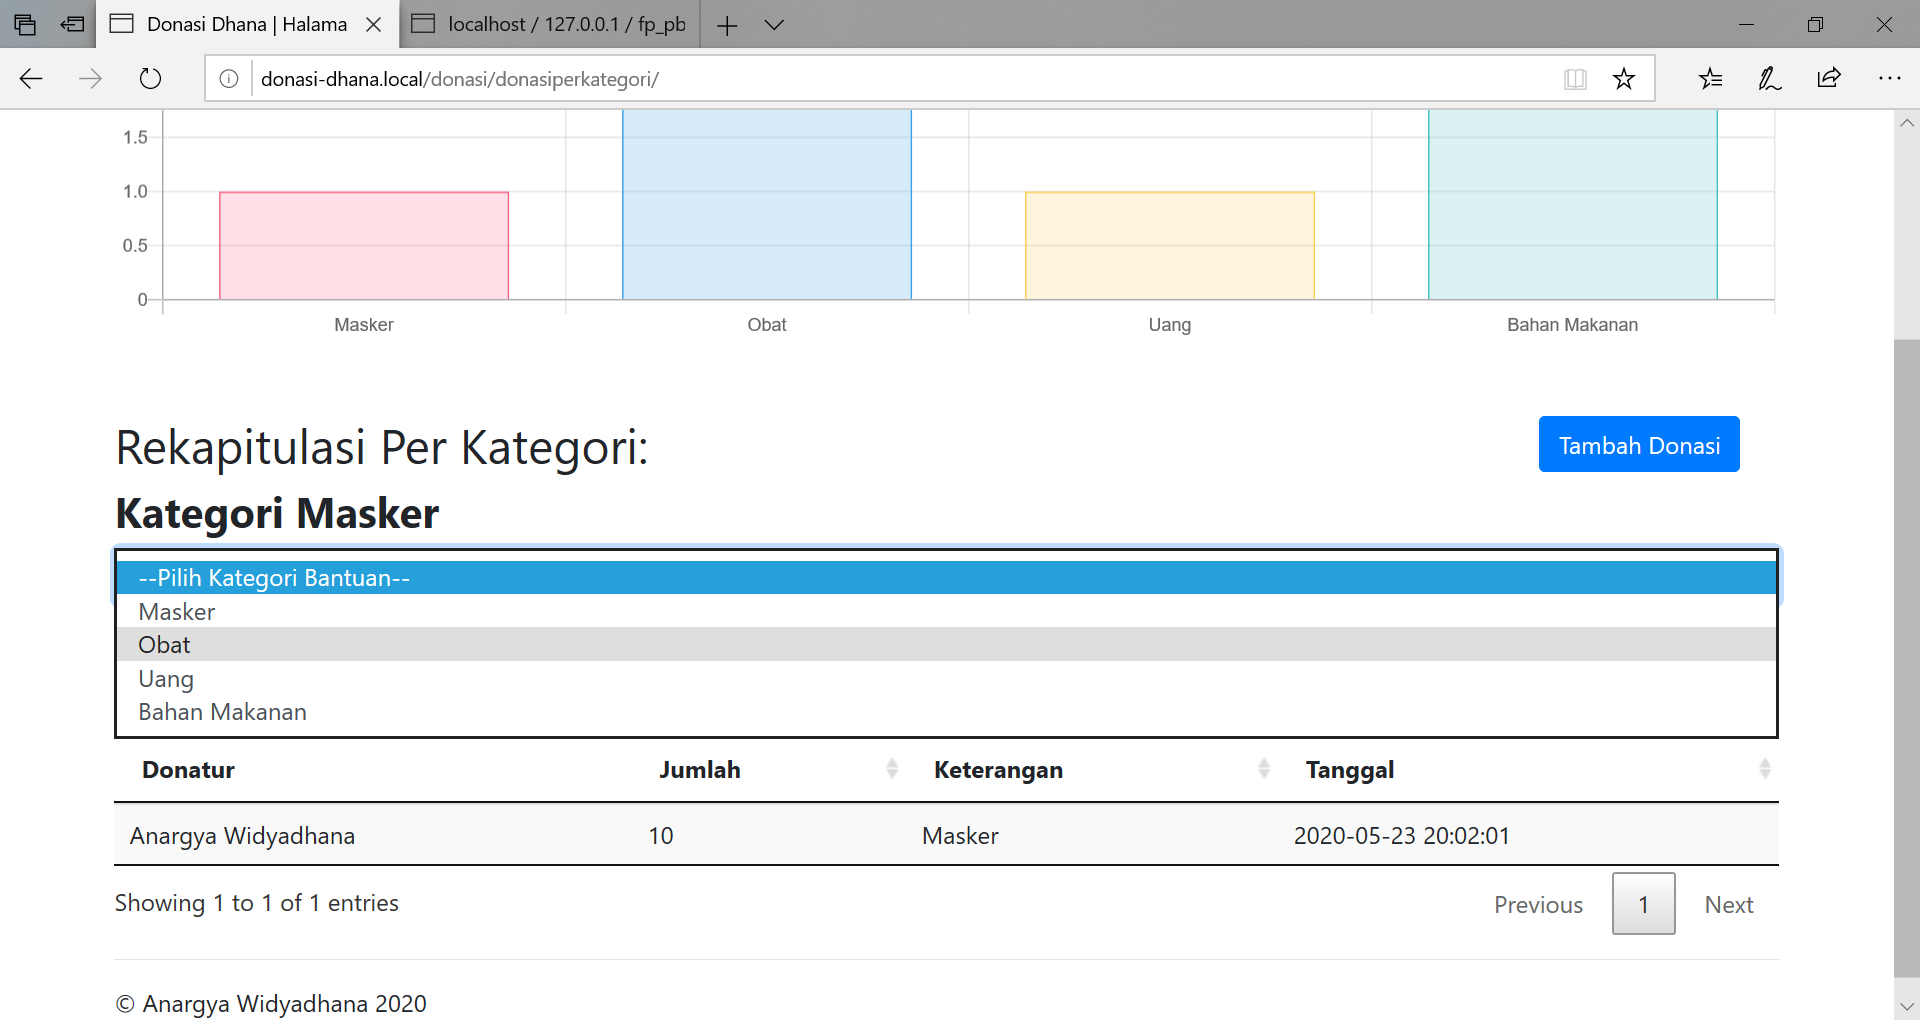 Donasi Dhana | Halama
localhost / 127.0.0.1 / fp_pb
donasi-dhana.local/donasi/donasiperkategori/
1.5
1.0
0.5
0
Masker Obat Uang Bahan Makanan
Rekapitulasi Per Kategori:
Tambah Donasi
Kategori Masker
--Pilih Kategori Bantuan--
Masker
Obat
Uang
Bahan Makanan
Donatur Jumlah Keterangan Tanggal
Anargya Widyadhana 10 Masker 2020-05-23 20:02:01
Showing 1 to 1 of 1 entries
Previous 1 Next
© Anargya Widyadhana 2020